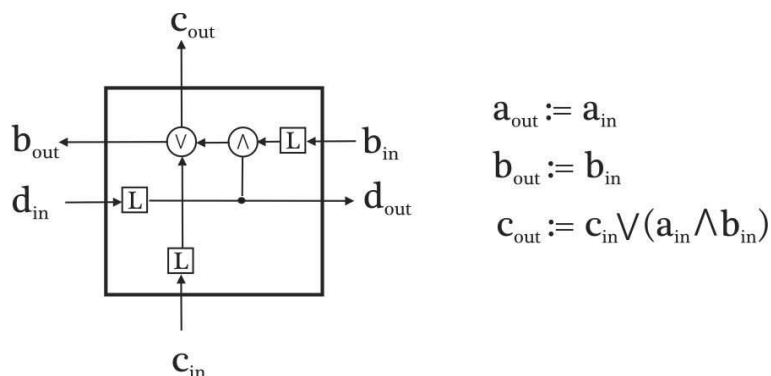 c_out
b_out V Λ L b_in
d_in L d_out
L
c_in
a_out := a_in
b_out := b_in
c_out := c_in V (a_in Λ b_in)